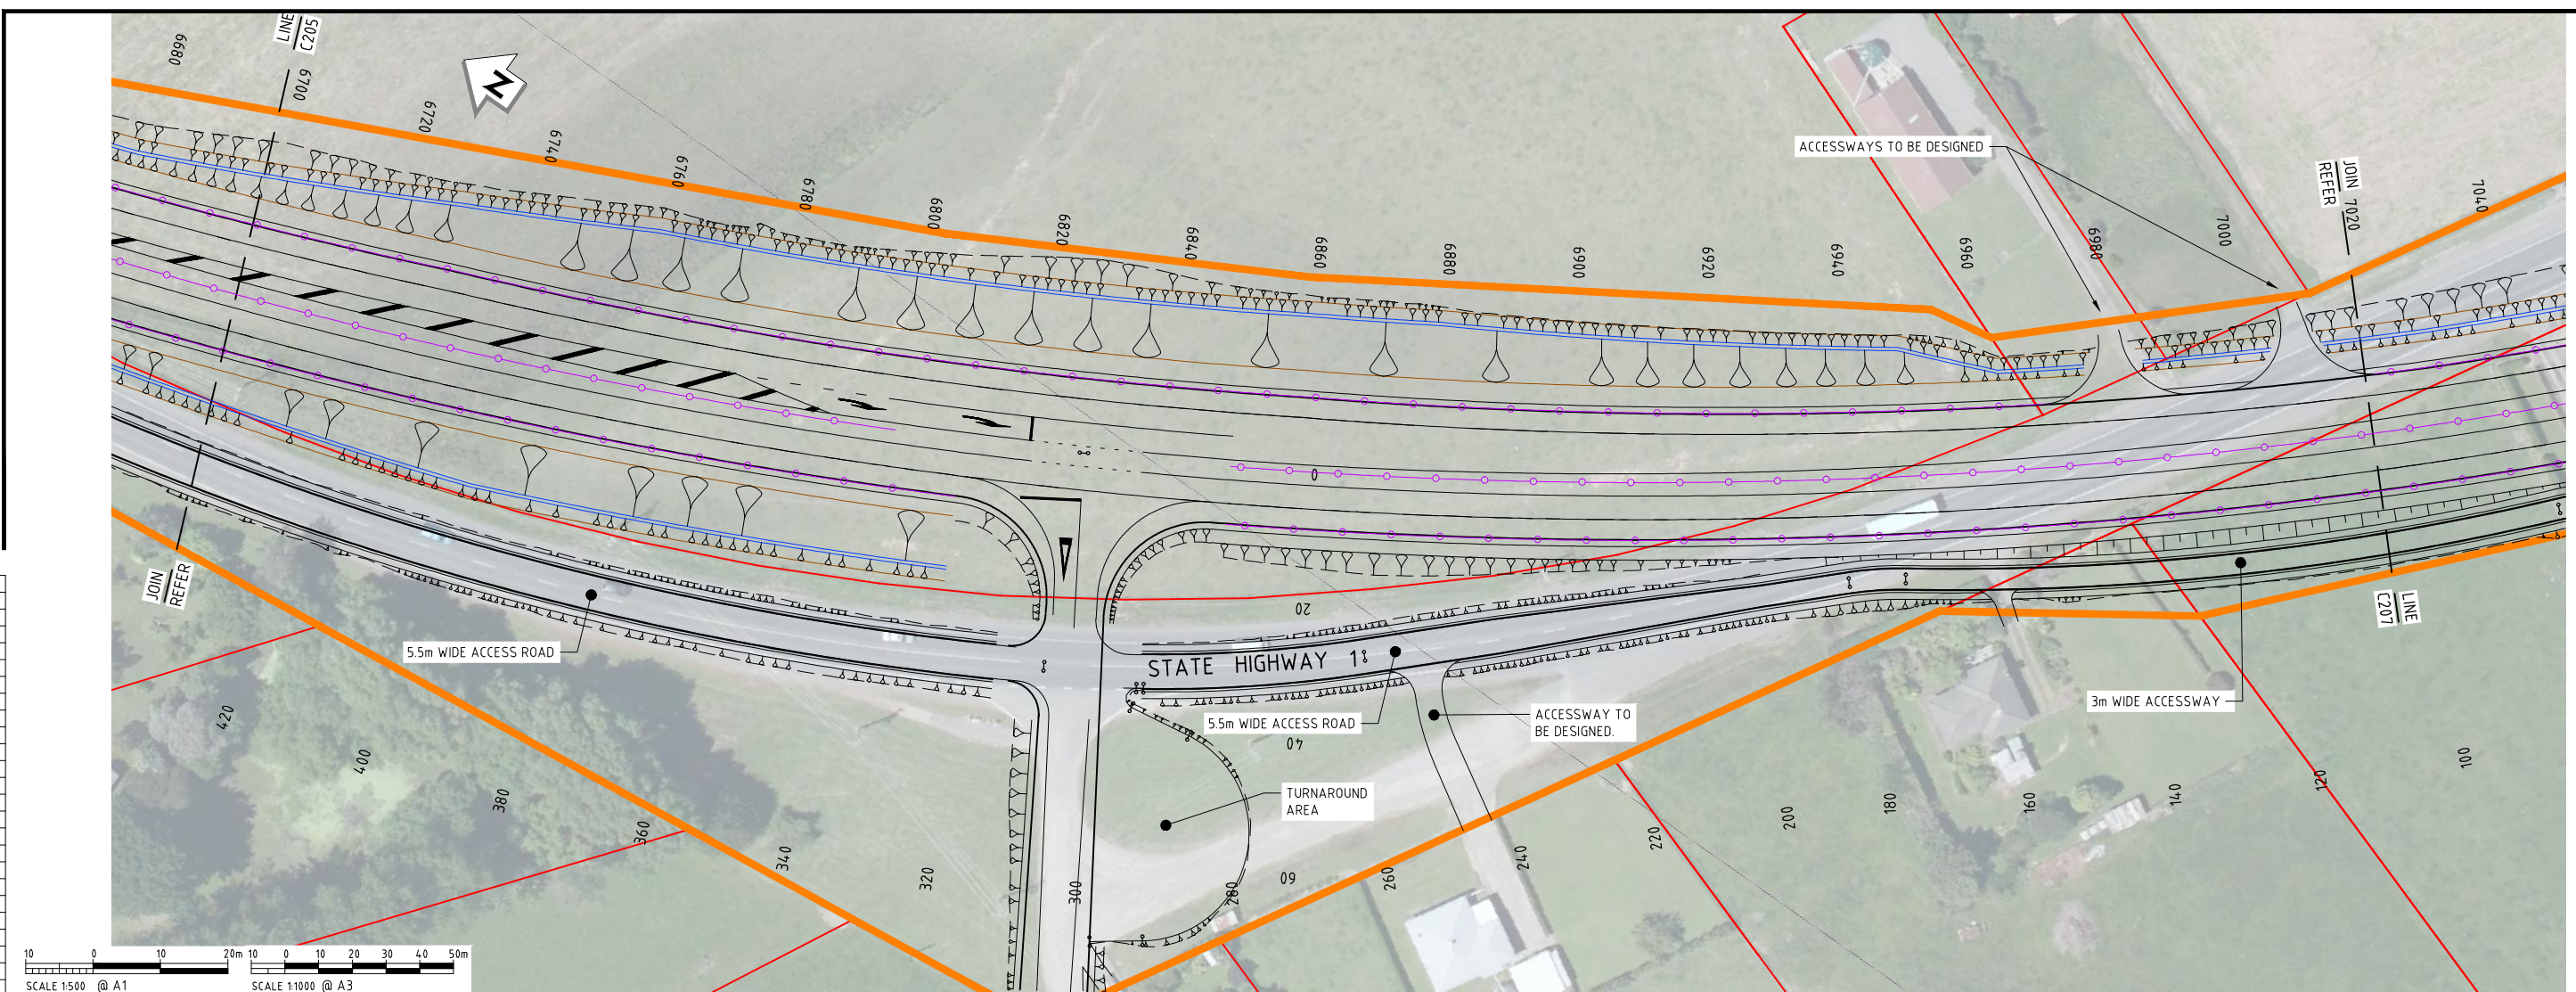 LINE
C205
6680
6700
6720
6740
6760
6780
6800
6820
6840
6860
6880
6900
6920
6940
6960
6980
7000
JOIN 7020
REFER
7040
N
ACCESSWAYS TO BE DESIGNED
0
20
40
60
JOIN
REFER
5.5m WIDE ACCESS ROAD
STATE HIGHWAY 1
5.5m WIDE ACCESS ROAD
ACCESSWAY TO
BE DESIGNED.
TURNAROUND
AREA
3m WIDE ACCESSWAY
LINE
C207
420
400
380
360
340
320
300
280
260
240
220
200
180
160
140
120
100
10 0 10 20m
SCALE 1:500 @ A1
10 0 10 20 30 40 50m
SCALE 1:1000 @ A3